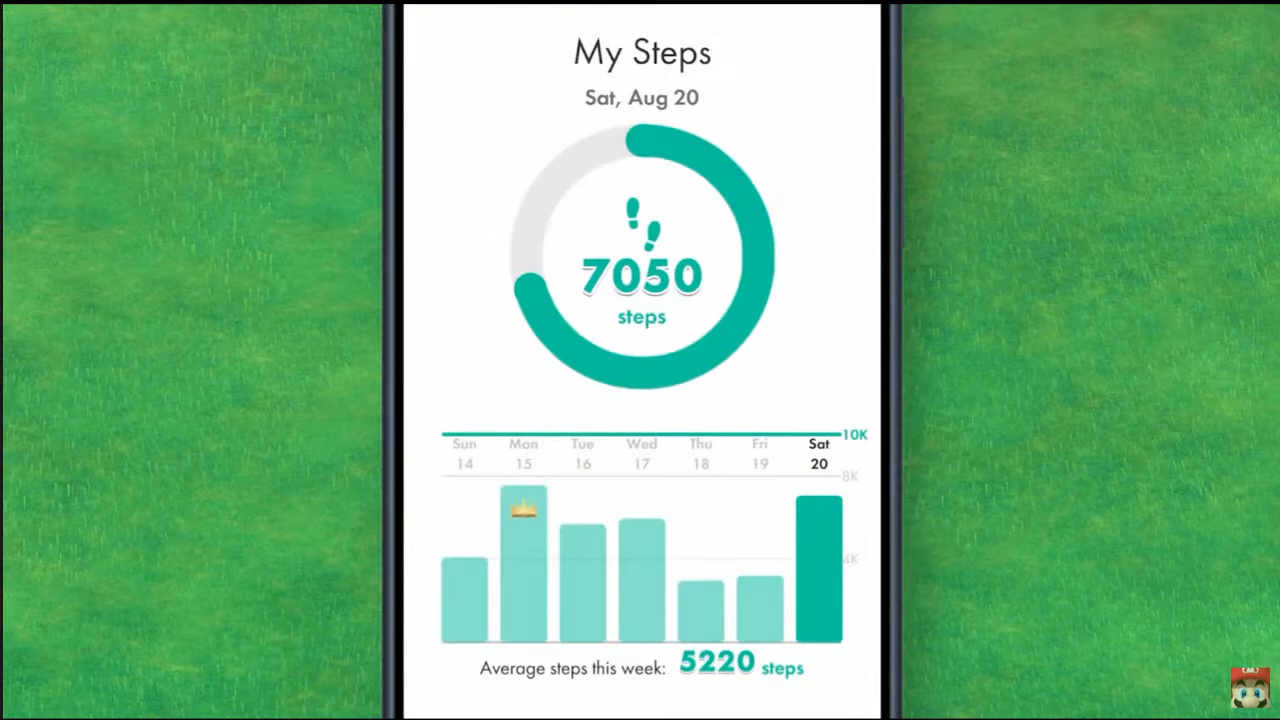 My Steps
Sat, Aug 20
7050
steps
10K
Sun Mon Tue Wed Thu Fri Sat
14 15 16 17 18 19 20
8K
4K
Average steps this week: 5220 steps